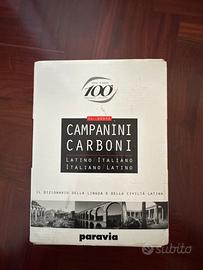 100
CAMPANINI
CARBONI
LATINO ITALIANO
ITALIANO LATINO
IL DIZIONARIO DELLA LINGUA E DELLA CIVILTÀ LATINA
paravia
subito